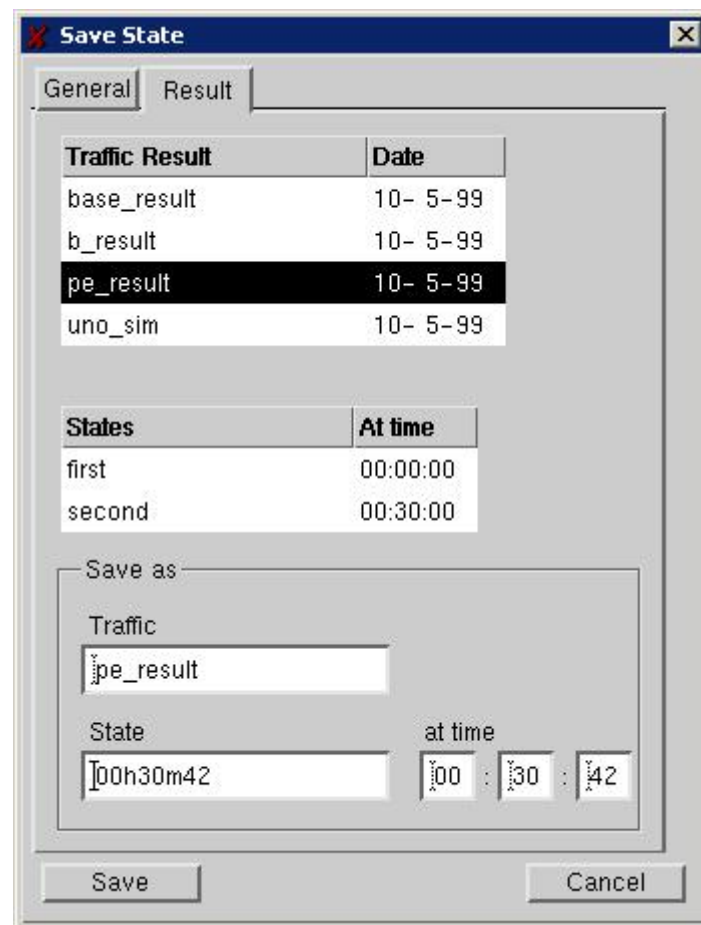 Save State
General Result
Traffic Result Date
base_result 10- 5-99
b_result 10- 5-99
pe_result 10- 5-99
uno_sim 10- 5-99
States At time
first 00:00:00
second 00:30:00
Save as
Traffic
pe_result
State at time
00h30m42 00 : 30 : 42
Save Cancel